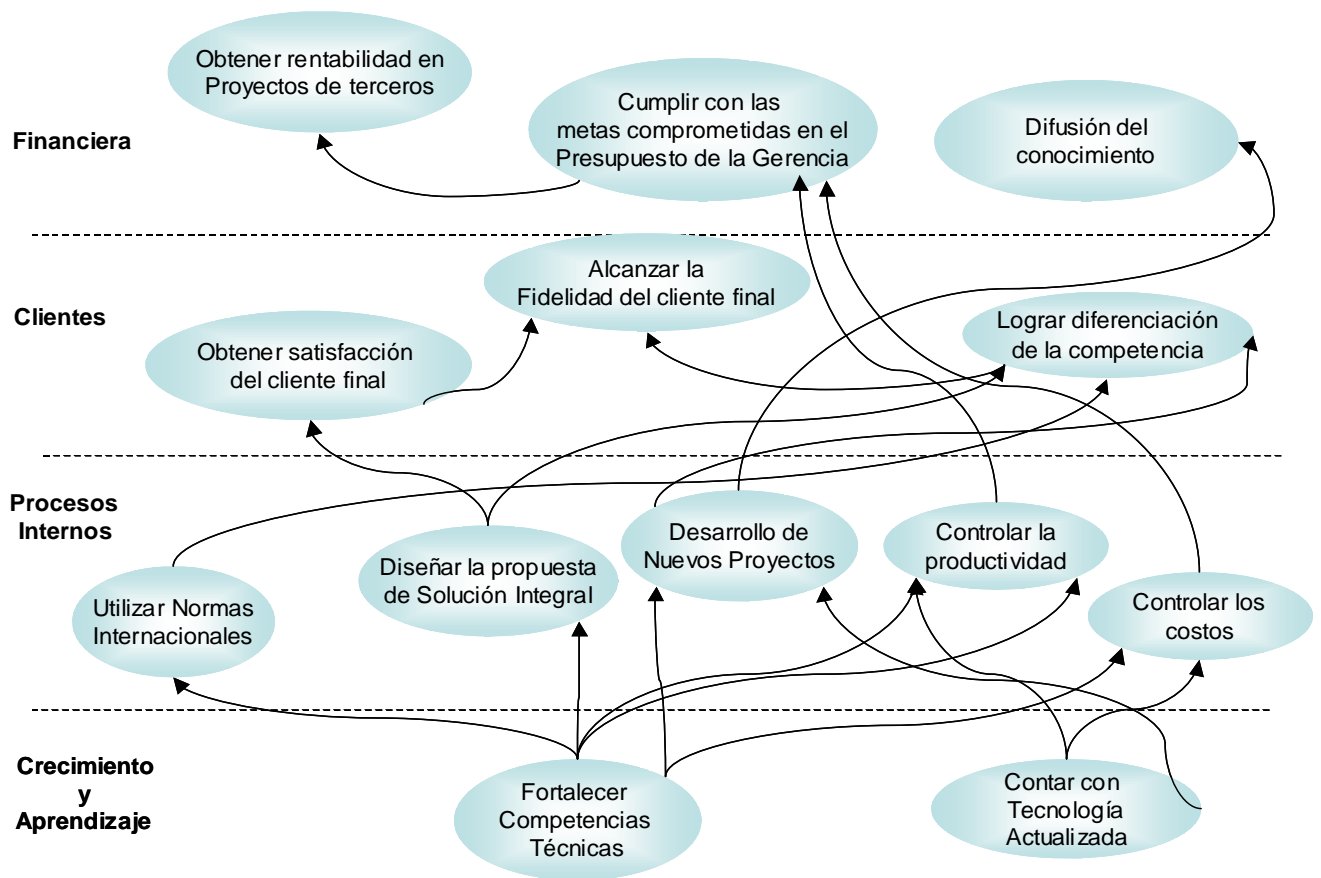 Financiera
Obtener rentabilidad en
Proyectos de terceros
Cumplir con las
metas comprometidas en el
Presupuesto de la Gerencia
Difusión del
conocimiento
Clientes
Obtener satisfacción
del cliente final
Alcanzar la
Fidelidad del cliente final
Lograr diferenciación
de la competencia
Procesos
Internos
Utilizar Normas
Internacionales
Diseñar la propuesta
de Solución Integral
Desarrollo de
Nuevos Proyectos
Controlar la
productividad
Controlar los
costos
Crecimiento
y
Aprendizaje
Fortalecer
Competencias
Técnicas
Contar con
Tecnología
Actualizada